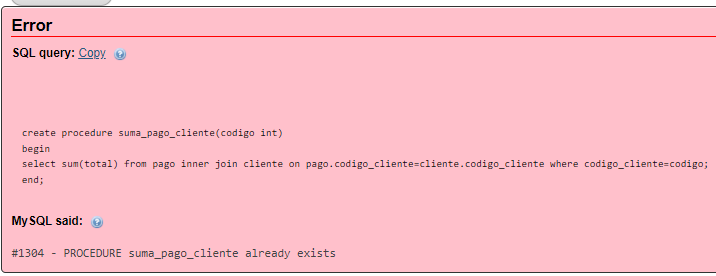 Error
SQL query: Copy
create procedure suma_pago_cliente(codigo int)
begin
select sum(total) from pago inner join cliente on pago.codigo_cliente=cliente.codigo_cliente where codigo_cliente=codigo;
end;
MySQL said:
#1304 - PROCEDURE suma_pago_cliente already exists